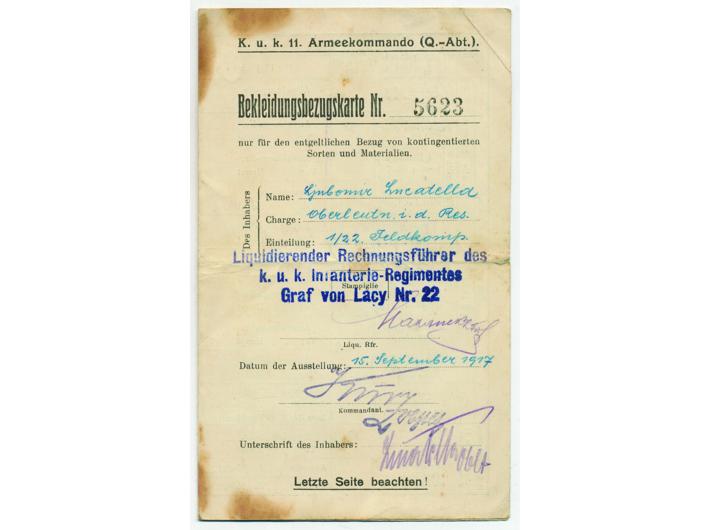 K. u. k. 11. Armeekommando (Q.-Abt.).
Bekleidungsbezugskarte Nr. 5623
nur für den entgeltlichen Bezug von kontingentierten
Sorten und Materialien.
Des Inhabers
Name: Ljubomir Lucatella
Charge: Oberleutn. i. d. Res.
Einteilung: 1/22. Feldkomp.
Liquidierender Rechnungsführer des
k. u. k. Infanterie-Regimentes
Stampiglie
Graf von Lacy Nr. 22
Liqu. Rfr.
Datum der Ausstellung: 15. September 1917
Kommandant.
Unterschrift des Inhabers:
Letzte Seite beachten!